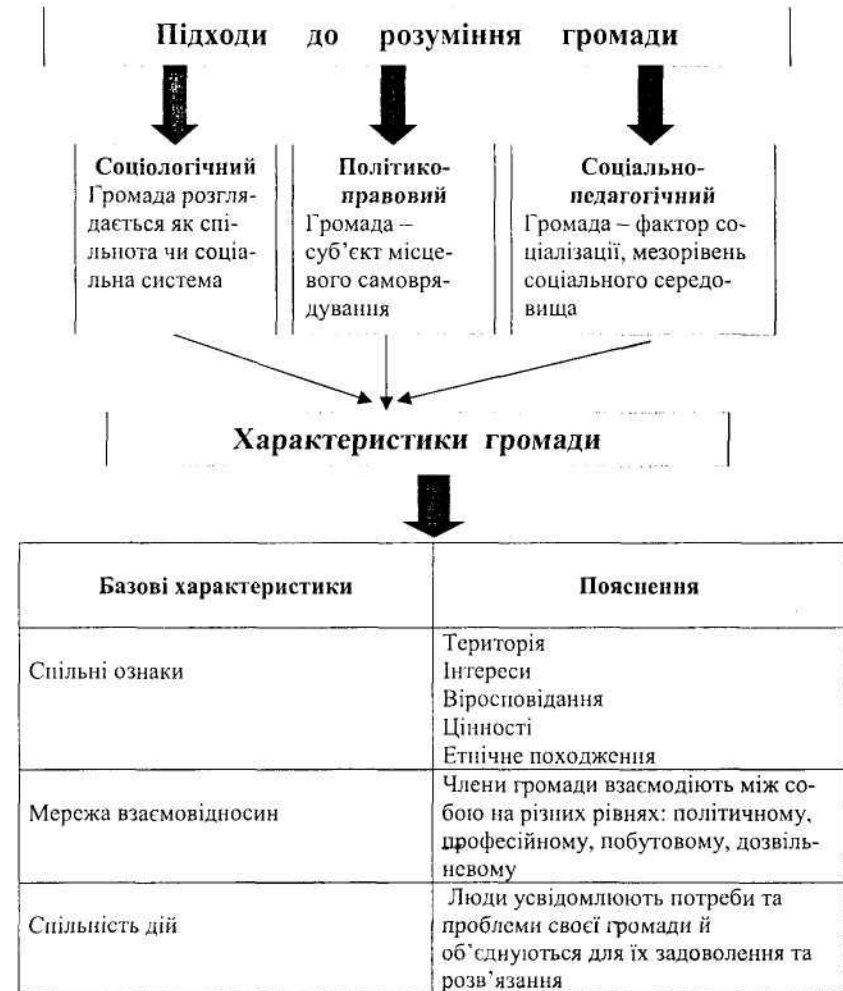 Підходи до розуміння громади
Соціологічний
Громада розгля-
дається як спі-
льнота чи соціа-
льна система
Політико-
правовий
Громада –
суб’єкт місце-
вого самовря-
дування
Соціально-
педагогічний
Громада – фактор со-
ціалізації, мезорівень
соціального середо-
вища
Характеристики громади
Базові характеристики
Пояснення
Спільні ознаки
Територія
Інтереси
Віросповідання
Цінності
Етнічне походження
Мережа взаємовідносин
Члени громади взаємодіють між со-
бою на різних рівнях: політичному,
професійному, побутовому, дозвіль-
невому
Спільність дій
Люди усвідомлюють потреби та
проблеми своєї громади й
об’єднуються для їх задоволення та
розв’язання